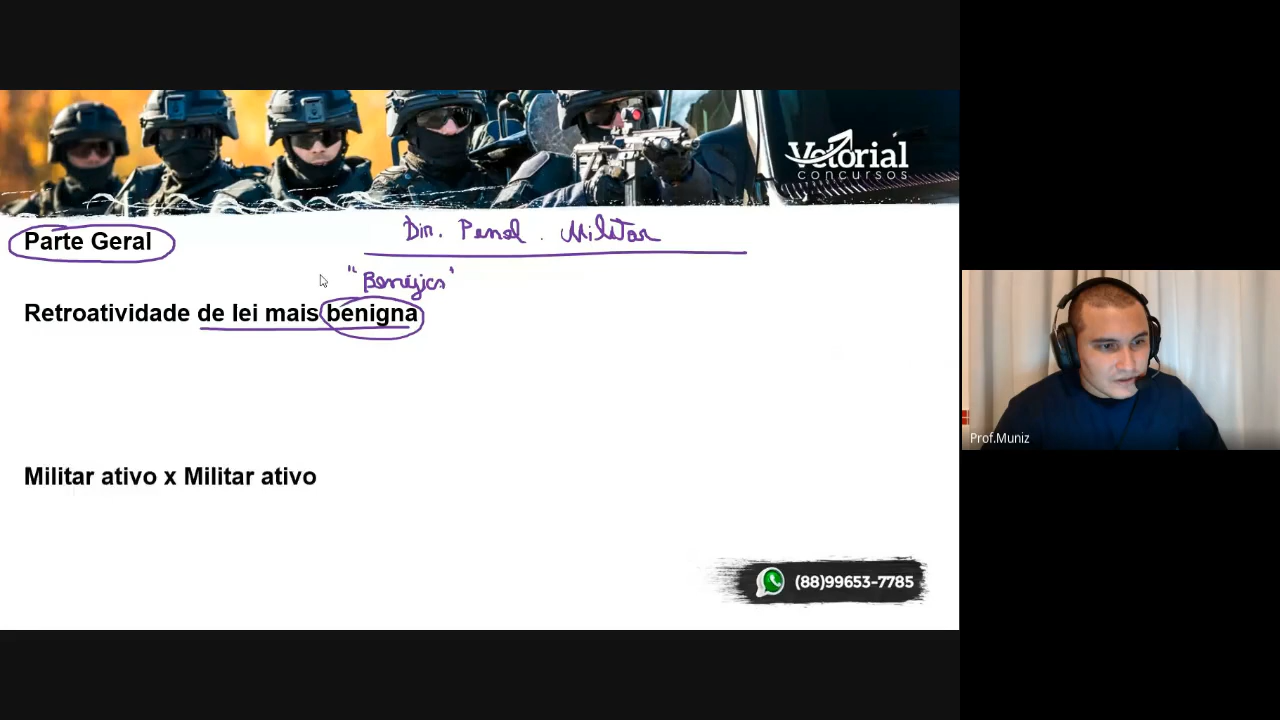 Vetorial
concursos
Dir. Penal. Militar
Parte Geral
"Benéfica"
Retroatividade de lei mais benigna
Militar ativo x Militar ativo
(88)99653-7785
Prof.Muniz